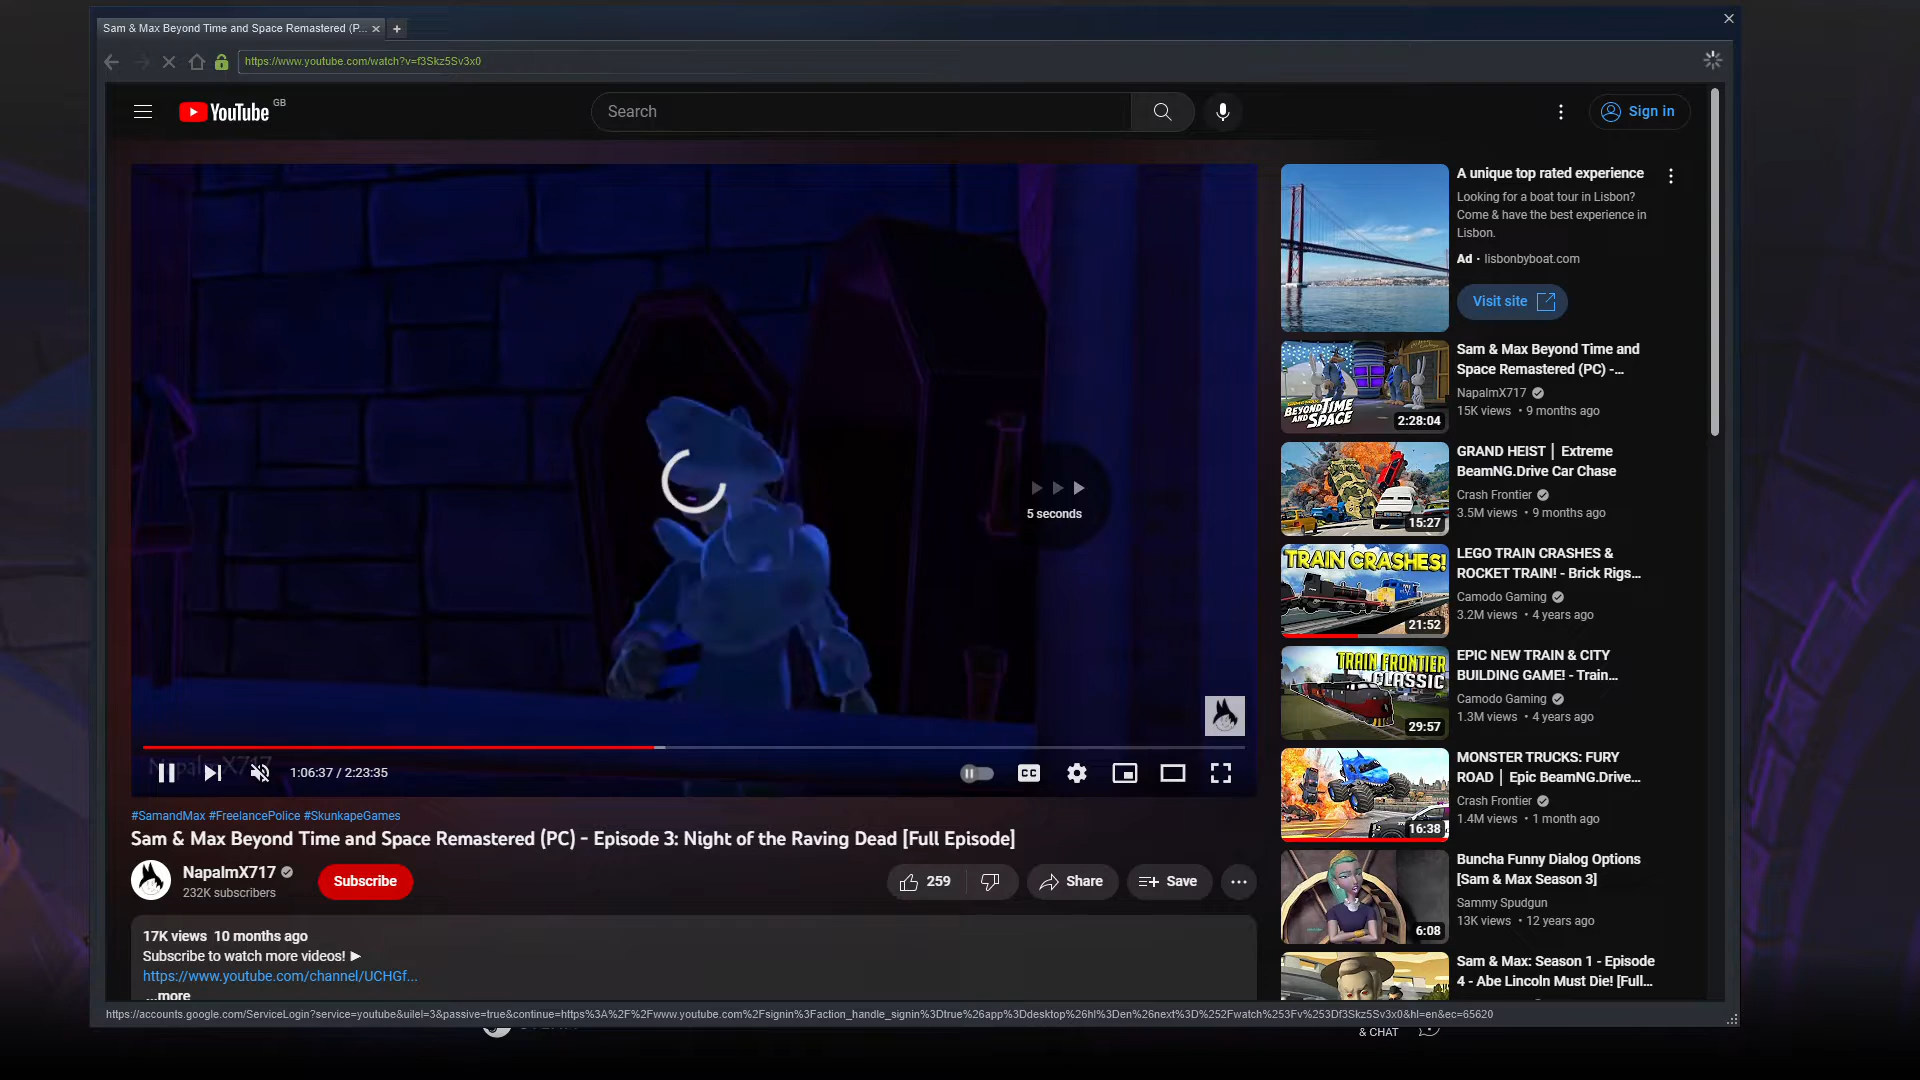 Sam & Max Beyond Time and Space Remastered (P...
https://www.youtube.com/watch?v=f3Skz5Sv3x0
YouTube GB
Search
Sign in
5 seconds
NapalmX717
1:06:37 / 2:23:35
CC
#SamandMax #FreelancePolice #SkunkapeGames
Sam & Max Beyond Time and Space Remastered (PC) - Episode 3: Night of the Raving Dead [Full Episode]
NapalmX717
232K subscribers
Subscribe
259
Share
Save
17K views 10 months ago
Subscribe to watch more videos! ►
https://www.youtube.com/channel/UCHGf...
...more
A unique top rated experience
Looking for a boat tour in Lisbon?
Come & have the best experience in
Lisbon.
Ad · lisbonbyboat.com
Visit site
BEYOND TIME
AND SPACE
2:28:04
Sam & Max Beyond Time and
Space Remastered (PC) -...
NapalmX717
15K views • 9 months ago
15:27
GRAND HEIST │ Extreme
BeamNG.Drive Car Chase
Crash Frontier
3.5M views • 9 months ago
TRAIN CRASHES!
21:52
LEGO TRAIN CRASHES &
ROCKET TRAIN! - Brick Rigs...
Camodo Gaming
3.2M views • 4 years ago
TRAIN FRONTIER
CLASSIC
29:57
EPIC NEW TRAIN & CITY
BUILDING GAME! - Train...
Camodo Gaming
1.3M views • 4 years ago
16:38
MONSTER TRUCKS: FURY
ROAD │ Epic BeamNG.Drive...
Crash Frontier
1.4M views • 1 month ago
6:08
Buncha Funny Dialog Options
[Sam & Max Season 3]
Sammy Spudgun
13K views • 12 years ago
Sam & Max: Season 1 - Episode
4 - Abe Lincoln Must Die! [Full...
https://accounts.google.com/ServiceLogin?service=youtube&uilel=3&passive=true&continue=https%3A%2F%2Fwww.youtube.com%2Fsignin%3Faction_handle_signin%3Dtrue%26app%3Ddesktop%26hl%3Den%26next%3D%252Fwatch%253Fv%253Df3Skz5Sv3x0&hl=en&ec=65620
& CHAT